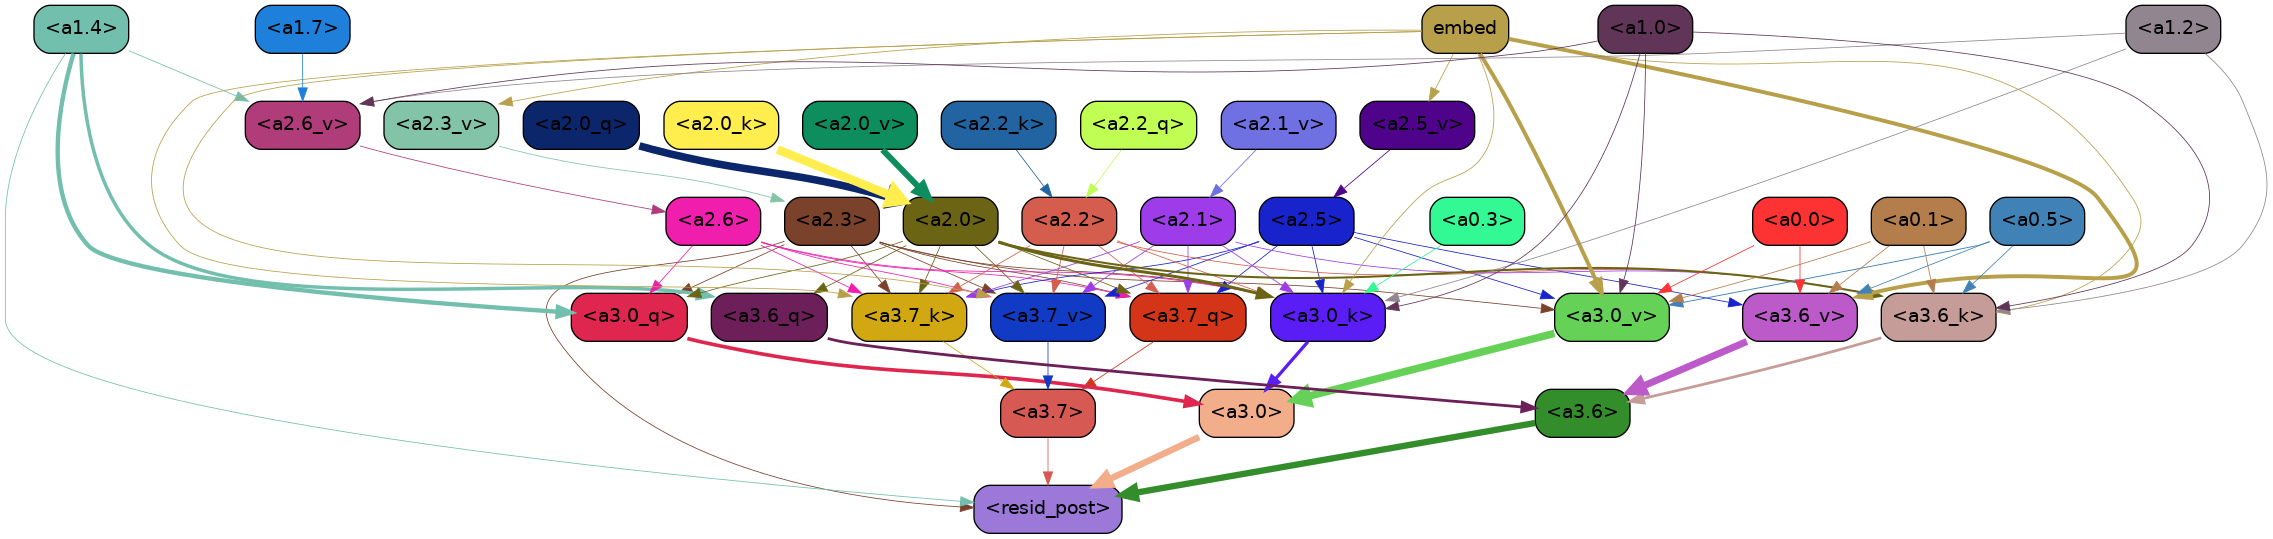 <a1.4> <a1.7> embed <a1.0> <a1.2>
<a2.6_v> <a2.3_v> <a2.0_q> <a2.0_k> <a2.0_v> <a2.2_k> <a2.2_q> <a2.1_v> <a2.5_v>
<a2.6> <a2.3> <a2.0> <a2.2> <a2.1> <a2.5> <a0.3> <a0.0> <a0.1> <a0.5>
<a3.0_q> <a3.6_q> <a3.7_k> <a3.7_v> <a3.7_q> <a3.0_k> <a3.0_v> <a3.6_v> <a3.6_k>
<a3.7> <a3.0> <a3.6>
<resid_post>